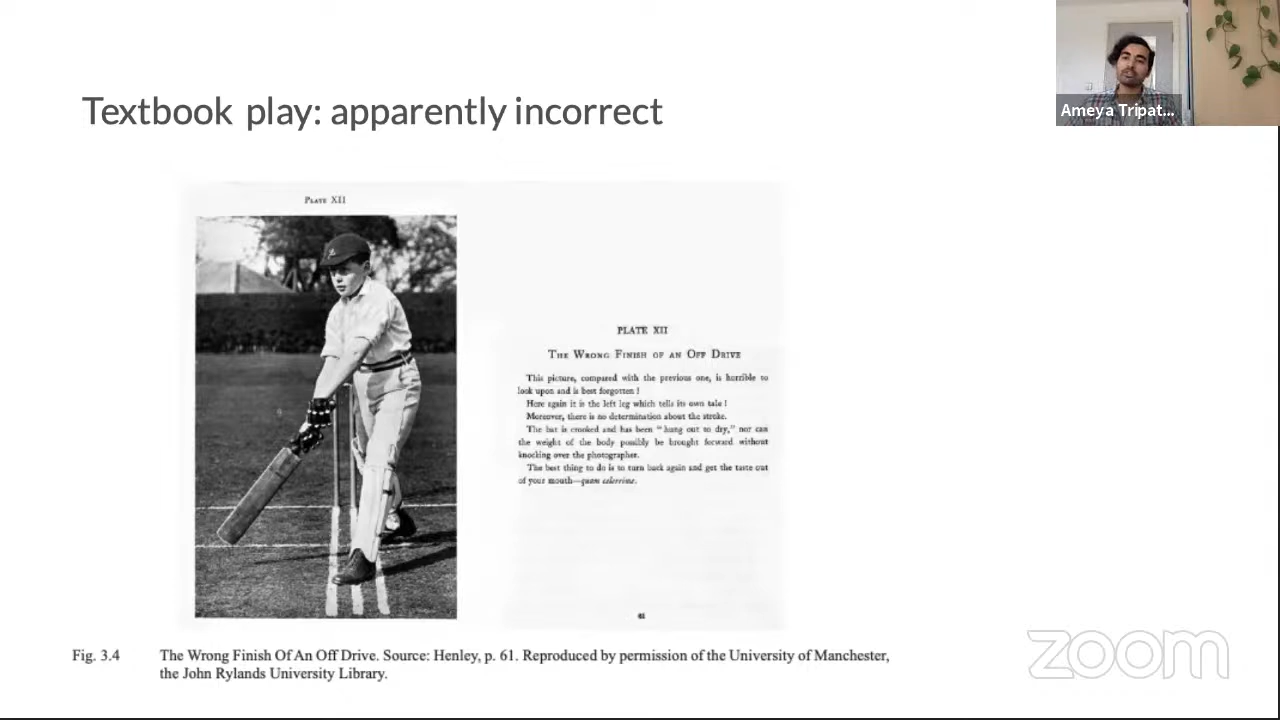 Textbook play: apparently incorrect
Ameya Tripat...
PLATE XII
PLATE XII
THE WRONG FINISH OF AN OFF DRIVE
This picture, compared with the previous one, is horrible to
look upon and is best forgotten !
Here again it is the left leg which tells its own tale !
Moreover, there is no determination about the stroke.
The bat is crooked and has been “hung out to dry,” nor can
the weight of the body possibly be brought forward without
knocking over the photographer.
The best thing to do is to turn back again and get the taste out
of your mouth—quam celerrime.
61
Fig. 3.4 The Wrong Finish Of An Off Drive. Source: Henley, p. 61. Reproduced by permission of the University of Manchester,
the John Rylands University Library.
zoom